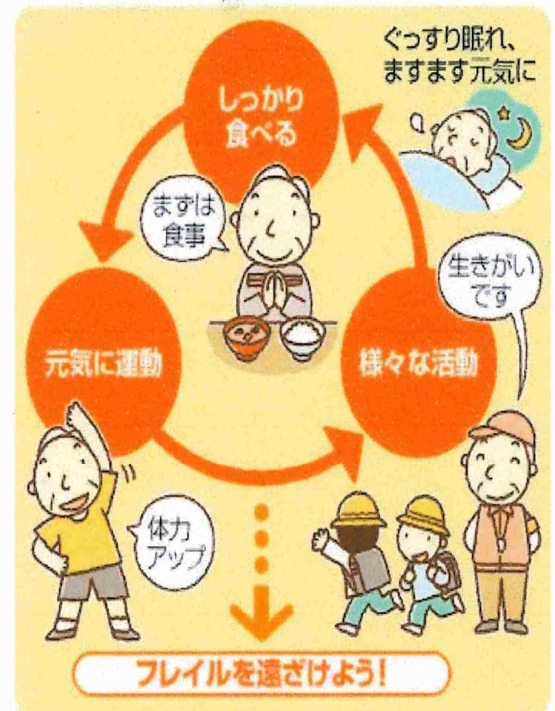 ぐっすり眠れ、
ますます元気に
しっかり
食べる
まずは
食事
生きがい
です
元気に運動
様々な活動
体力
アップ
フレイルを遠ざけよう!